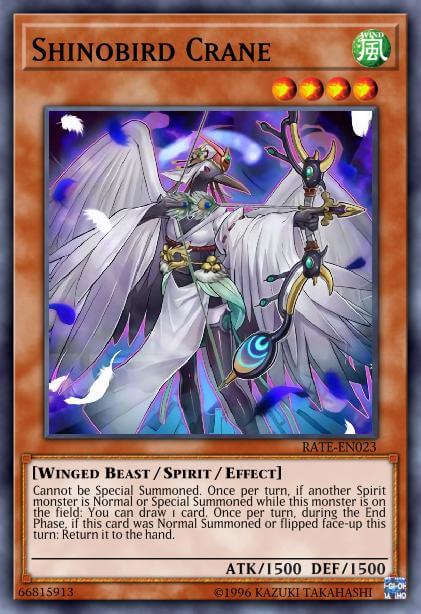 SHINOBIRD CRANE
WIND
風
RATE-EN023
[WINGED BEAST / SPIRIT / EFFECT]
Cannot be Special Summoned. Once per turn, if another Spirit
monster is Normal or Special Summoned while this monster is on
the field: You can draw 1 card. Once per turn, during the End
Phase, if this card was Normal Summoned or flipped face-up this
turn: Return it to the hand.
ATK/1500 DEF/1500
66815913
©1996 KAZUKI TAKAHASHI